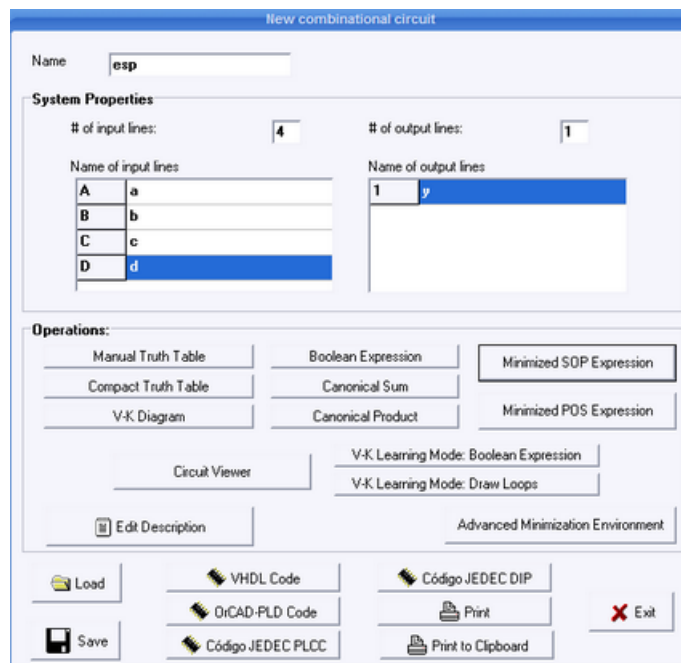 New combinational circuit
Name esp
System Properties
# of input lines: 4 # of output lines: 1
Name of input lines Name of output lines
A a 1 y
B b
C c
D d
Operations:
Manual Truth Table Boolean Expression Minimized SOP Expression
Compact Truth Table Canonical Sum
V-K Diagram Canonical Product Minimized POS Expression
Circuit Viewer V-K Learning Mode: Boolean Expression
V-K Learning Mode: Draw Loops
Edit Description Advanced Minimization Environment
Load VHDL Code Código JEDEC DIP
OrCAD-PLD Code Print Exit
Save Código JEDEC PLCC Print to Clipboard